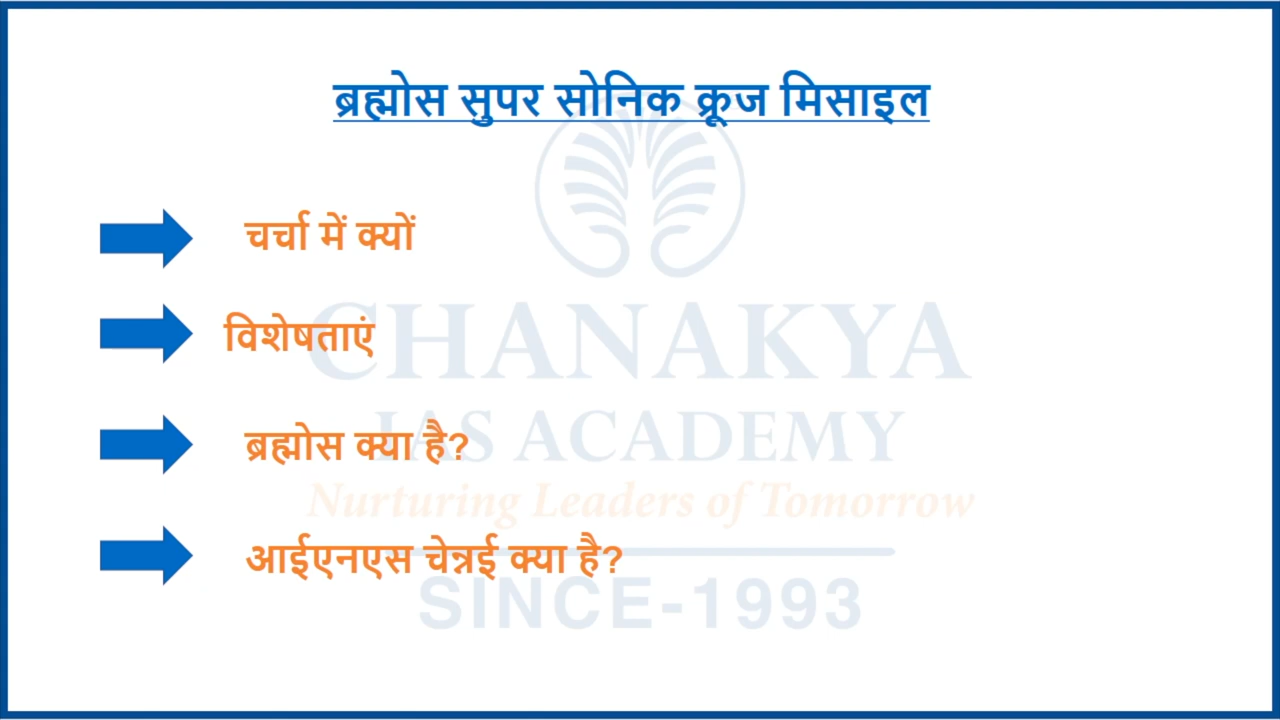 ब्रह्मोस सुपर सोनिक क्रूज मिसाइल
चर्चा में क्यों
विशेषताएं
CHANAKYA
IAS ACADEMY
ब्रह्मोस क्या है?
Nurturing Leaders of Tomorrow
आईएनएस चेन्नई क्या है?
SINCE-1993